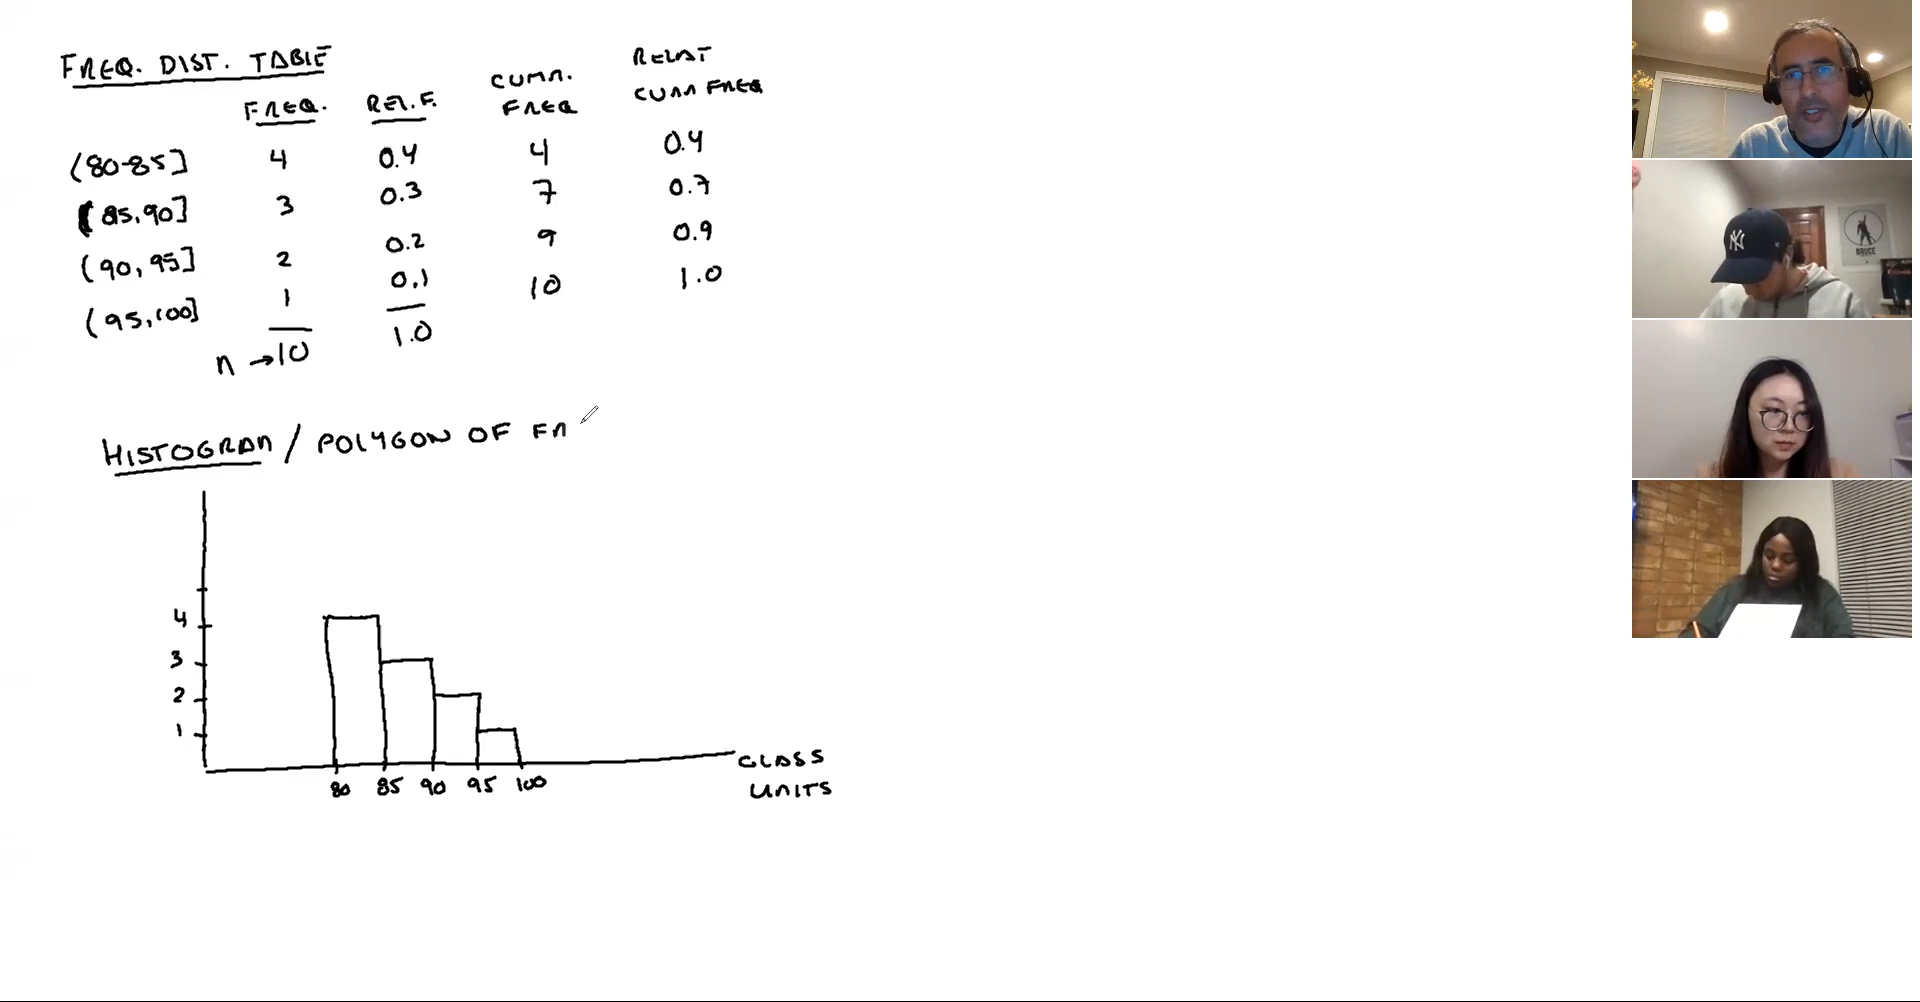 FREQ. DIST. TABLE
FREQ. REL.F. CUMM. FREQ RELAT CUMM FREQ
(80-85] 4 0.4 4 0.4
(85,90] 3 0.3 7 0.7
(90,95] 2 0.2 9 0.9
(95,100] 1 0.1 10 1.0
n → 10 1.0
HISTOGRAM / POLYGON OF FR
4
3
2
1
80 85 90 95 100
CLASS
UNITS
NY
BRUCE